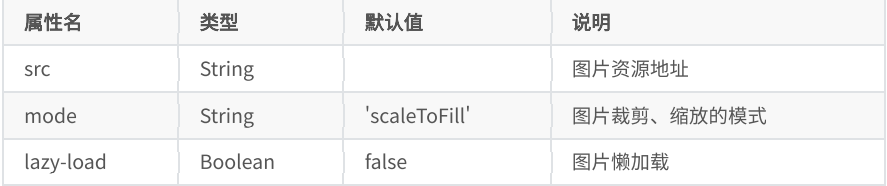 属性名 类型 默认值 说明
src String 图片资源地址
mode String 'scaleToFill' 图片裁剪、缩放的模式
lazy-load Boolean false 图片懒加载